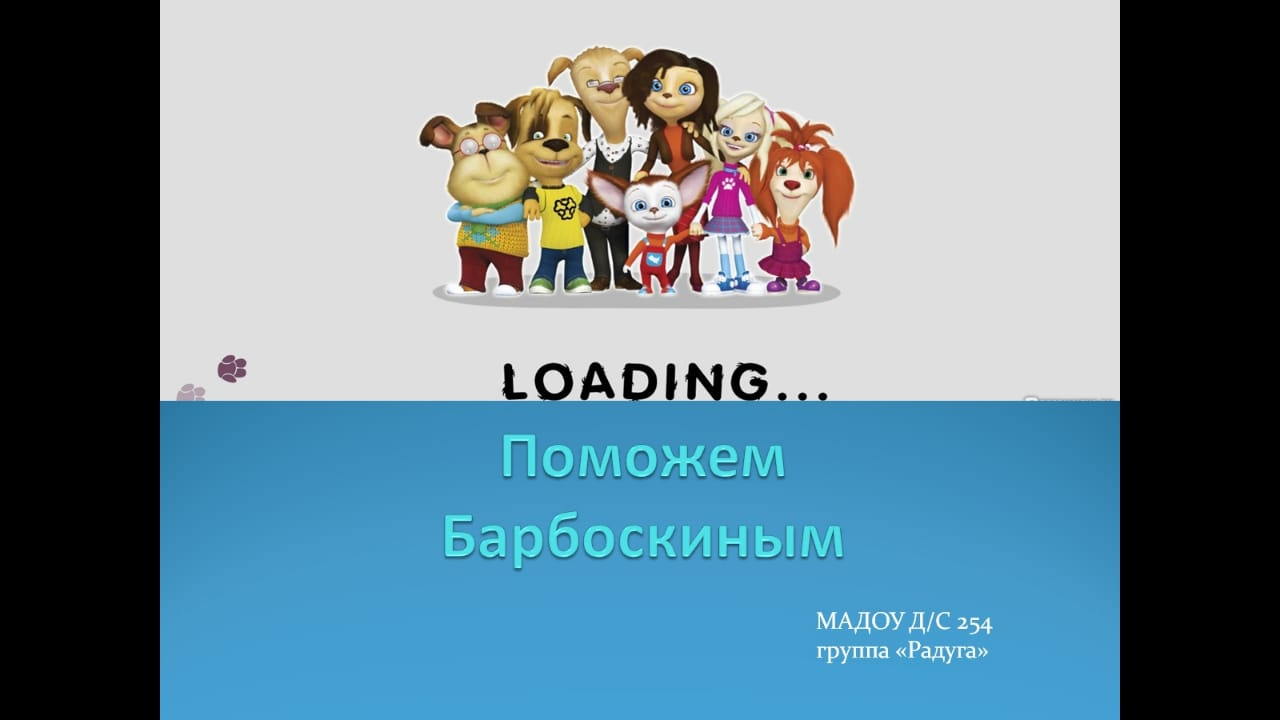 LOADING...
Поможем
Барбоскиным
МАДОУ Д/С 254
группа «Радуга»